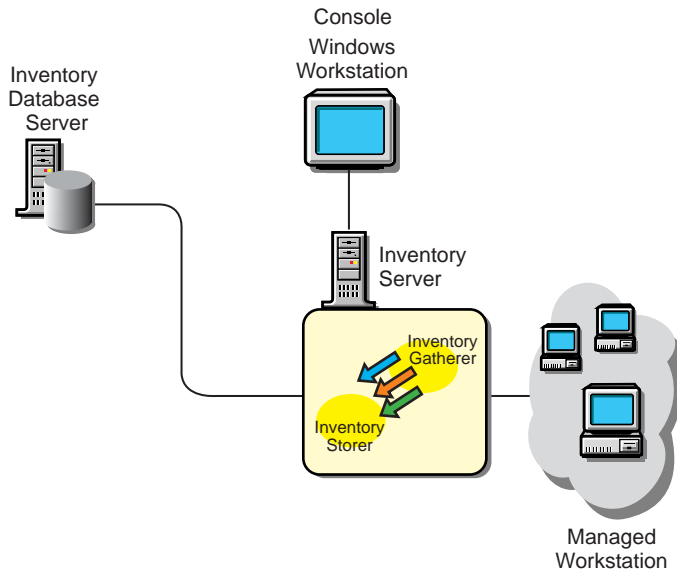 Console
Windows
Workstation
Inventory
Database
Server
Inventory
Server
Inventory
Gatherer
Inventory
Storer
Managed
Workstation